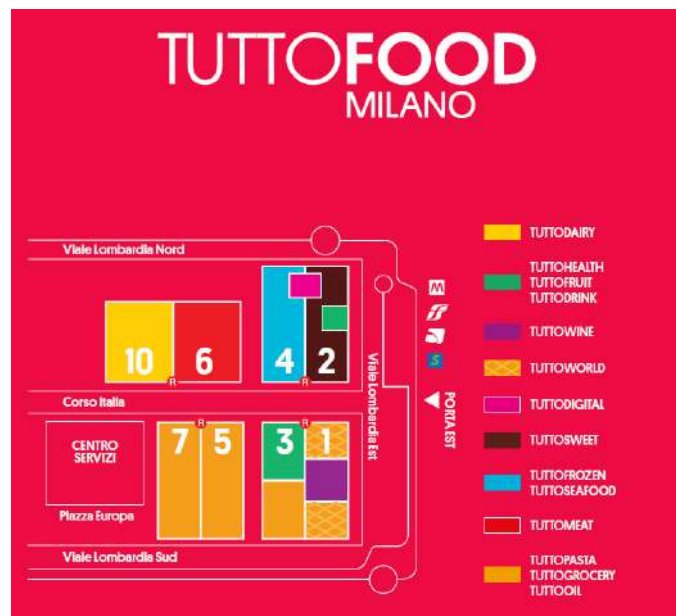 TUTTOFOOD
MILANO
Viale Lombardia Nord
10
6
4
2
R
R
Corso Italia
Viale Lombardia Est
CENTRO
SERVIZI
Piazza Europa
R
R
7
5
3
1
Viale Lombardia Sud
M
S
PORTA EST
TUTTODAIRY
TUTTOHEALTH
TUTTOFRUIT
TUTTODRINK
TUTTOWINE
TUTTOWORLD
TUTTODIGITAL
TUTTOSWEET
TUTTOFROZEN
TUTTOSEAFOOD
TUTTOMEAT
TUTTOPASTA
TUTTOGROCERY
TUTTOOIL